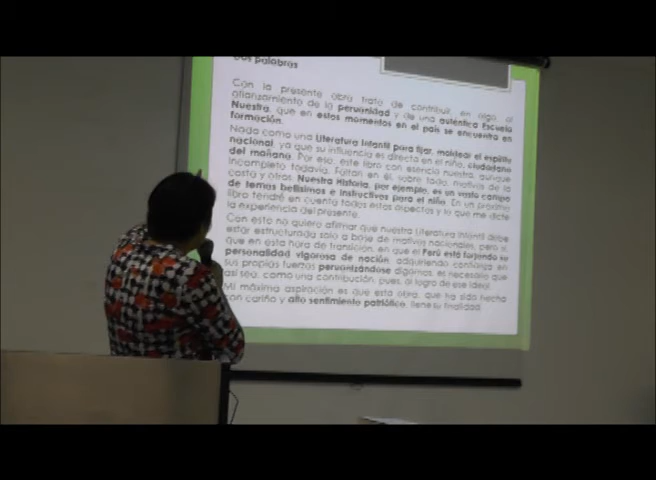 Dos palabras
Con la presente obra trato de contribuir, en algo, al
afianzamiento de la peruanidad y de una auténtica Escuela
Nuestra, que en estos momentos en el país se encuentra en
formación.
Nada como una Literatura Infantil para fijar, moldear el espíritu
nacional, ya que su influencia es directa en el niño, ciudadano
del mañana. Por eso, este libro con esencia nuestra, aunque
incompleto todavía. Faltan en él, sobre todo, motivos de la
costa y otros. Nuestra Historia, por ejemplo, es un vasto campo
de temas bellísimos e instructivos para el niño. En un próximo
libro tendré en cuenta todos estos aspectos y lo que me dicte
la experiencia del presente.
Con esto no quiero afirmar que nuestra Literatura Infantil debe
estar estructurada solo a base de motivos nacionales, pero sí
que en esta hora de transición, en que el Perú está forjando su
personalidad vigorosa de nación, adquiriendo confianza en
sus propias fuerzas peruanizándose digamos, es necesario que
así sea, como una contribución, pues, al logro de ese ideal.
Mi máxima aspiración es que esta obra, que ha sido hecha
con cariño y alto sentimiento patriótico, llene su finalidad.